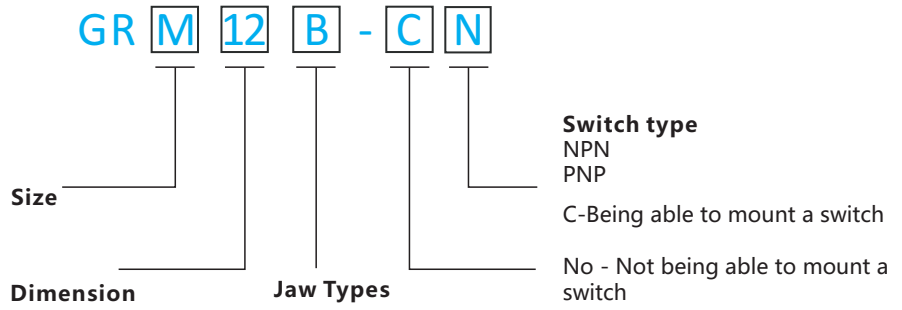 GR M 12 B - C N
Switch type
NPN
PNP
Size
C-Being able to mount a switch
No - Not being able to mount a
switch
Dimension
Jaw Types